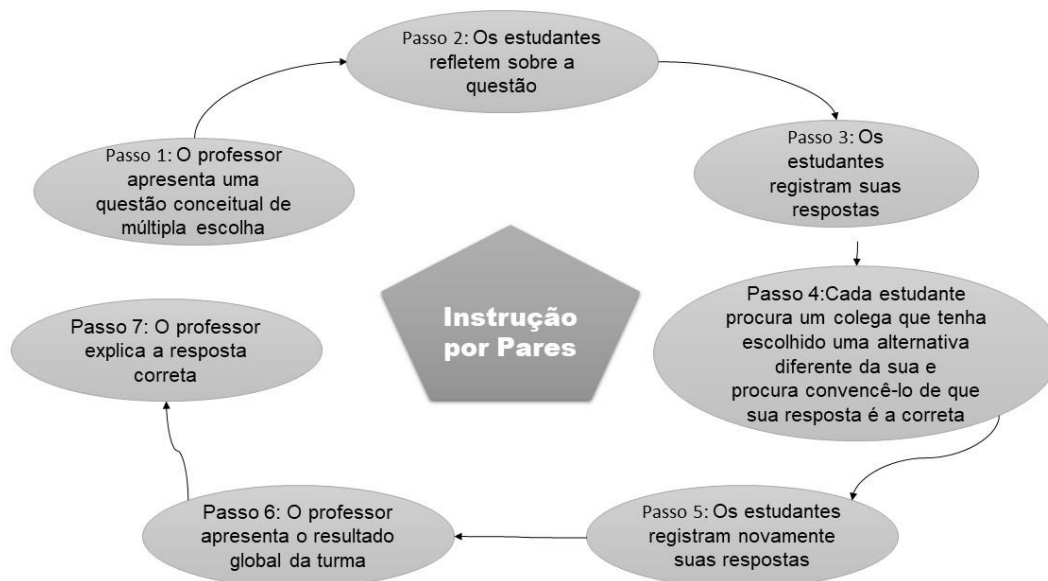 Passo 1: O professor
apresenta uma
questão conceitual de
múltipla escolha
Passo 2: Os estudantes
refletem sobre a
questão
Passo 3: Os
estudantes
registram suas
respostas
Passo 4:Cada estudante
procura um colega que tenha
escolhido uma alternativa
diferente da sua e
procura convencê-lo de que
sua resposta é a correta
Passo 5: Os estudantes
registram novamente
suas respostas
Passo 6: O professor
apresenta o resultado
global da turma
Passo 7: O professor
explica a resposta
correta
Instrução
por Pares